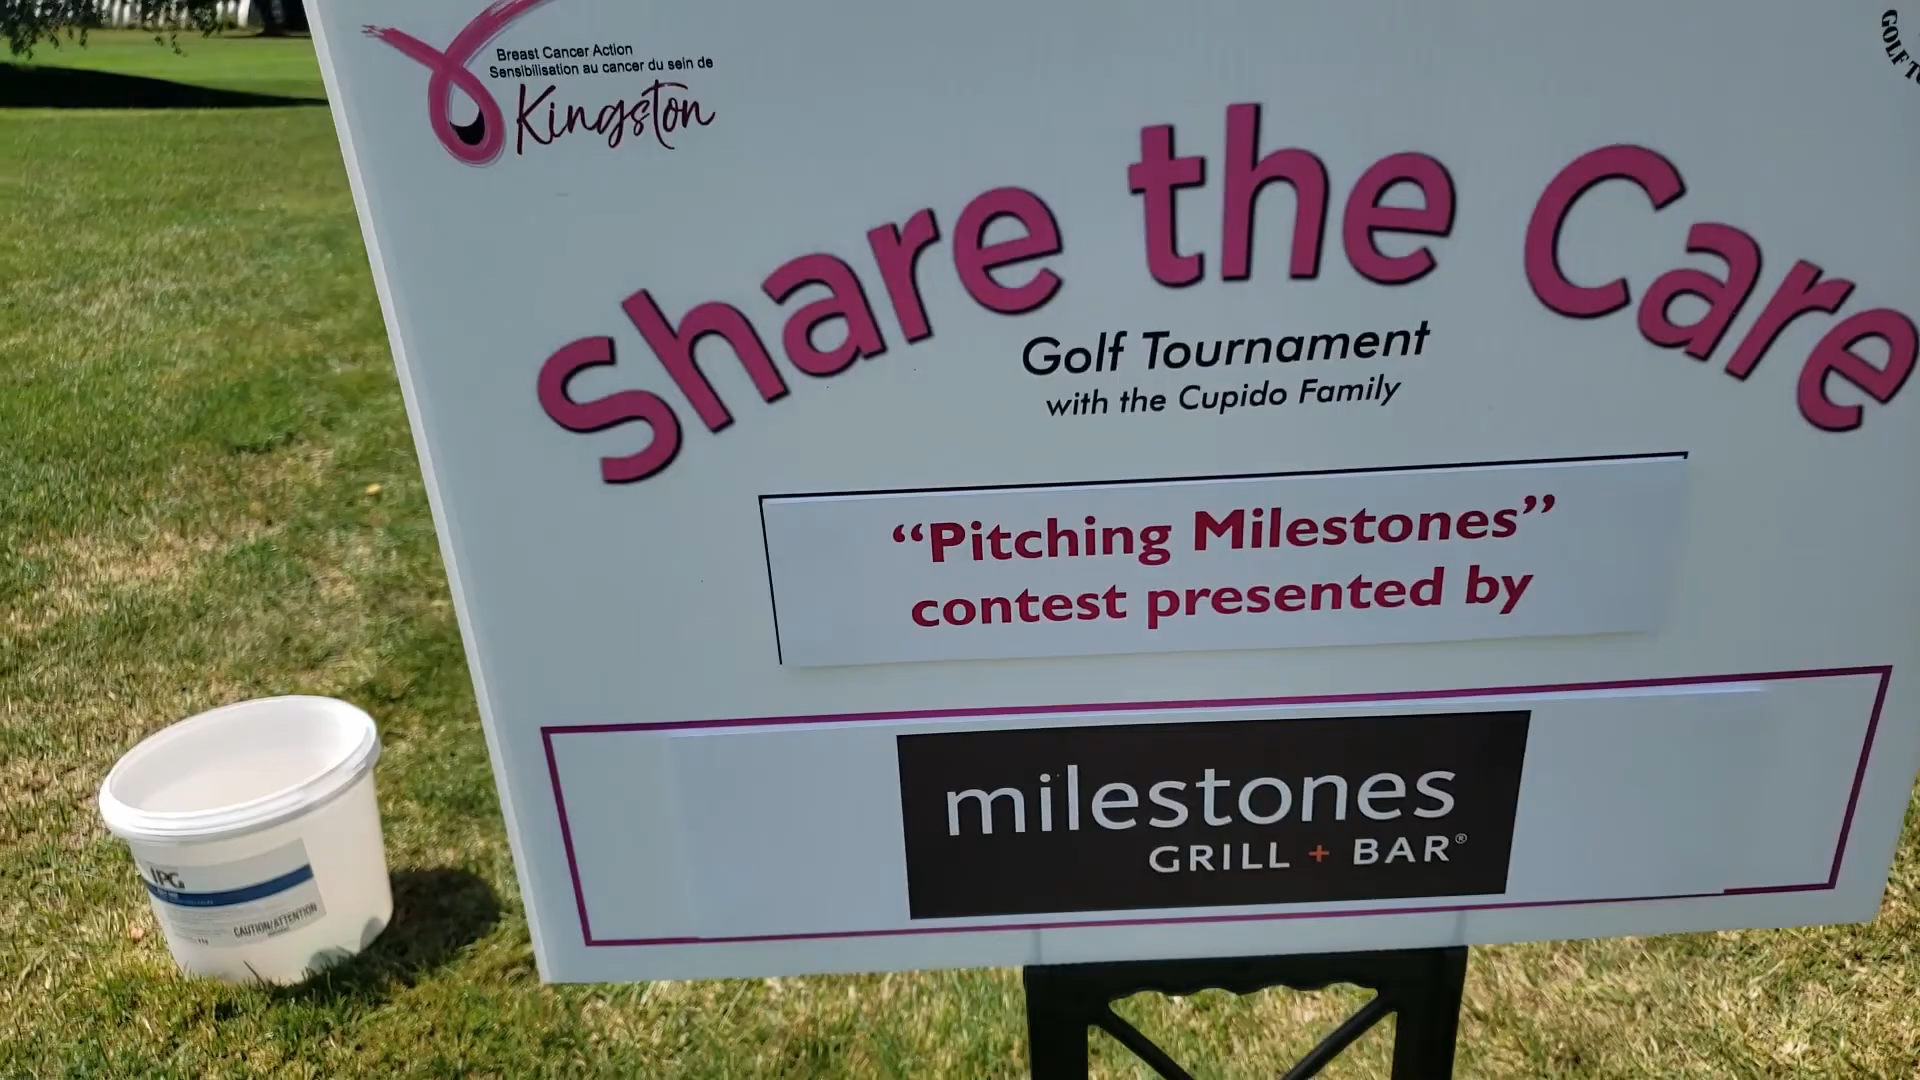 Breast Cancer Action
Sensibilisation au cancer du sein de
Kingston
GOLF
Share the Care
Golf Tournament
with the Cupido Family
“Pitching Milestones”
contest presented by
milestones
GRILL + BAR®
IPG
CAUTION/ATTENTION